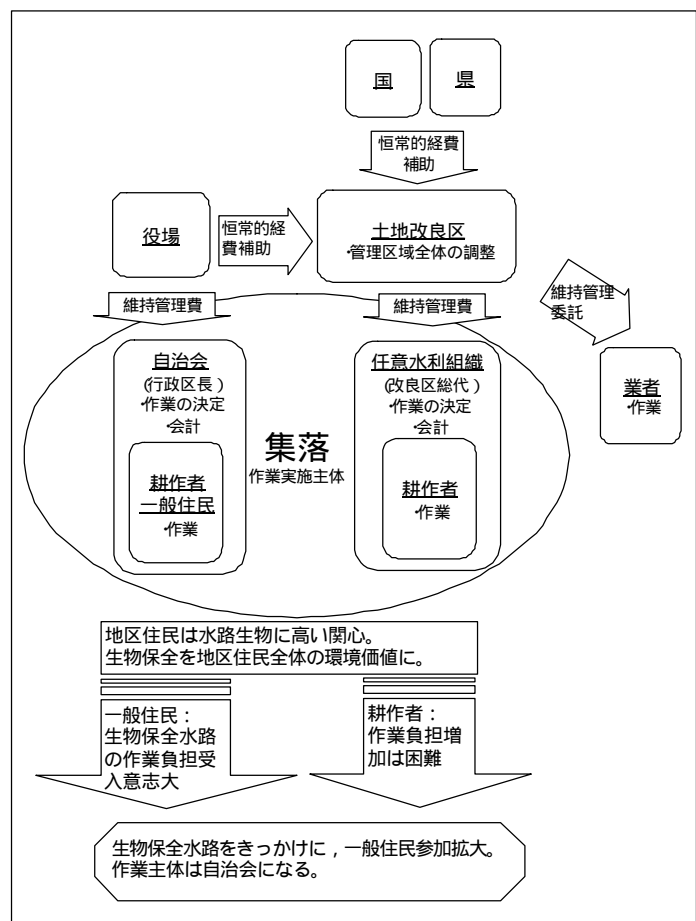 国
県
恒常的経費
補助
役場
恒常的経
費補助
土地改良区
・管理区域全体の調整
維持管理費
維持管理費
維持管理
委託
自治会
(行政区長)
・作業の決定
・会計
耕作者
一般住民
・作業
集落
作業実施主体
任意水利組織
(改良区総代)
・作業の決定
・会計
耕作者
・作業
業者
・作業
地区住民は水路生物に高い関心。
生物保全を地区住民全体の環境価値に。
一般住民：
生物保全水路
の作業負担受
入意志大
耕作者：
作業負担増
加は困難
生物保全水路をきっかけに，一般住民参加拡大。
作業主体は自治会になる。